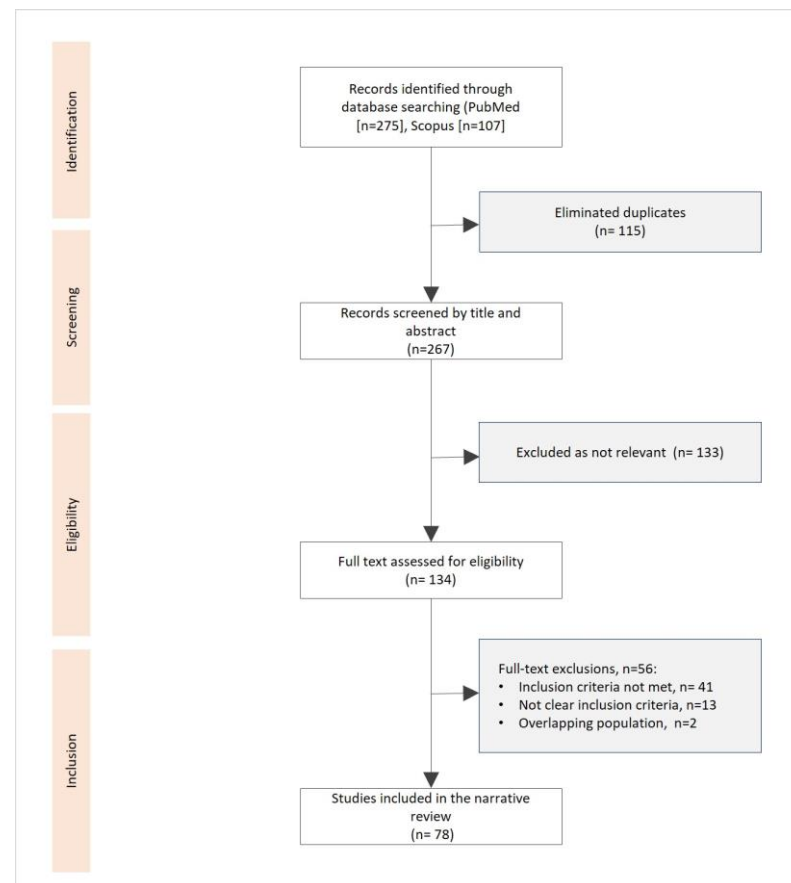 Identification
Records identified through
database searching (PubMed
[n=275], Scopus [n=107]
Eliminated duplicates
(n= 115)
Screening
Records screened by title and
abstract
(n=267)
Excluded as not relevant (n= 133)
Eligibility
Full text assessed for eligibility
(n= 134)
Full-text exclusions, n=56:
• Inclusion criteria not met, n= 41
• Not clear inclusion criteria, n=13
• Overlapping population, n=2
Inclusion
Studies included in the narrative
review
(n= 78)